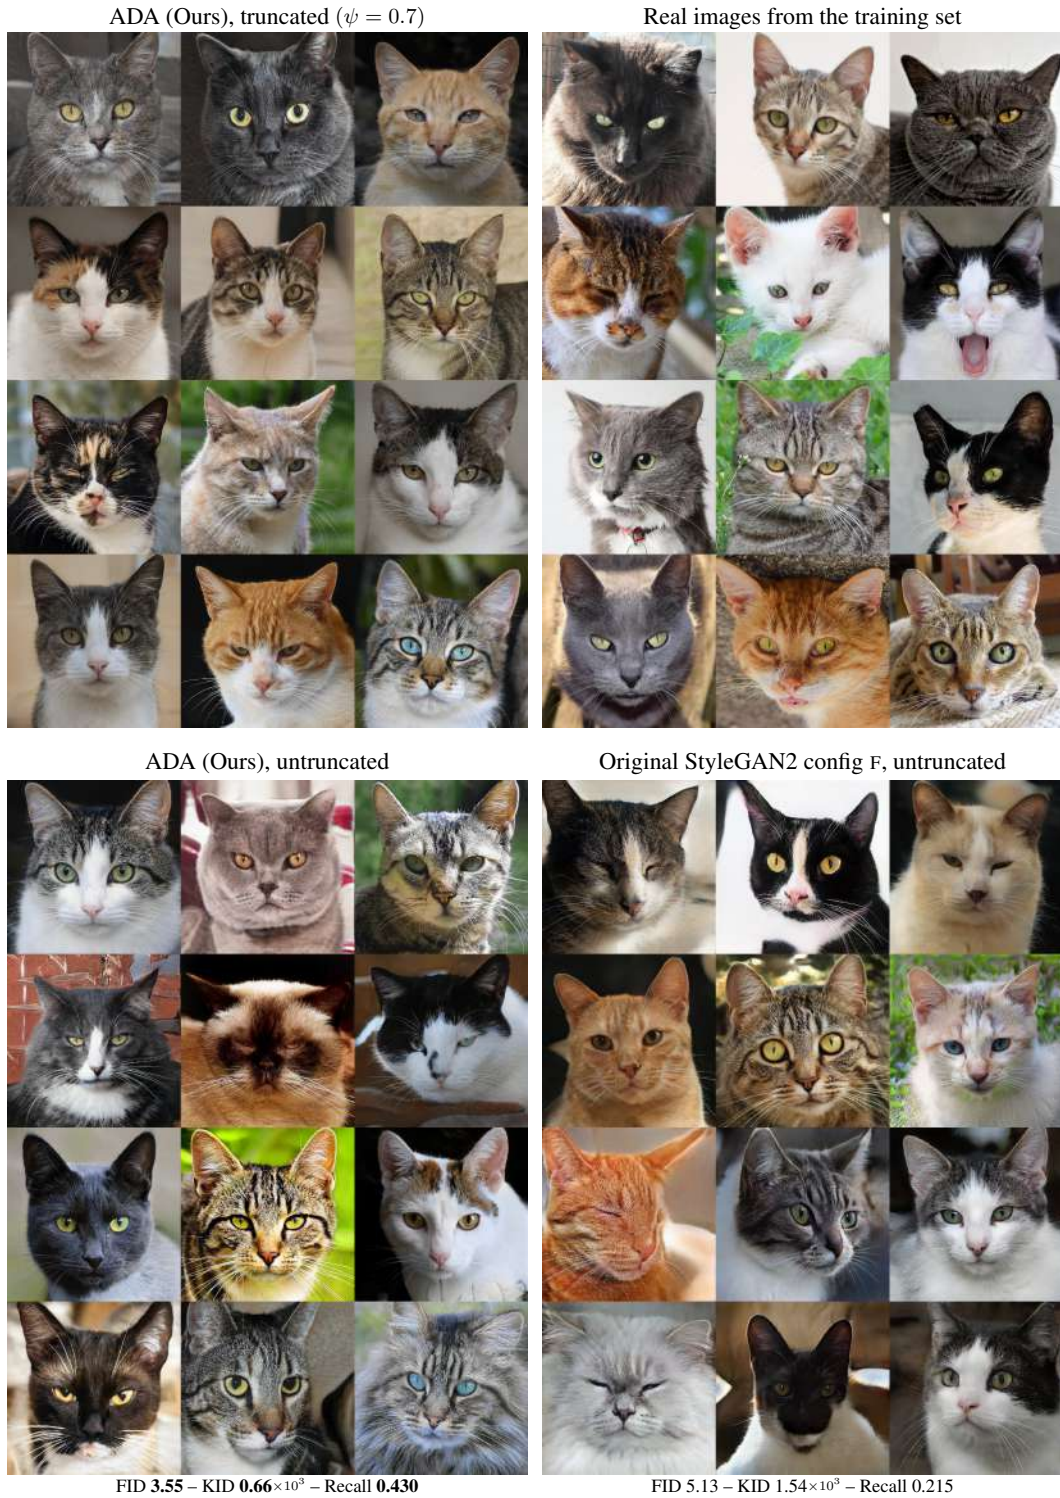 ADA (Ours), truncated (ψ = 0.7)
Real images from the training set
ADA (Ours), untruncated
Original StyleGAN2 config F, untruncated
FID 3.55 – KID 0.66×10³ – Recall 0.430
FID 5.13 – KID 1.54×10³ – Recall 0.215